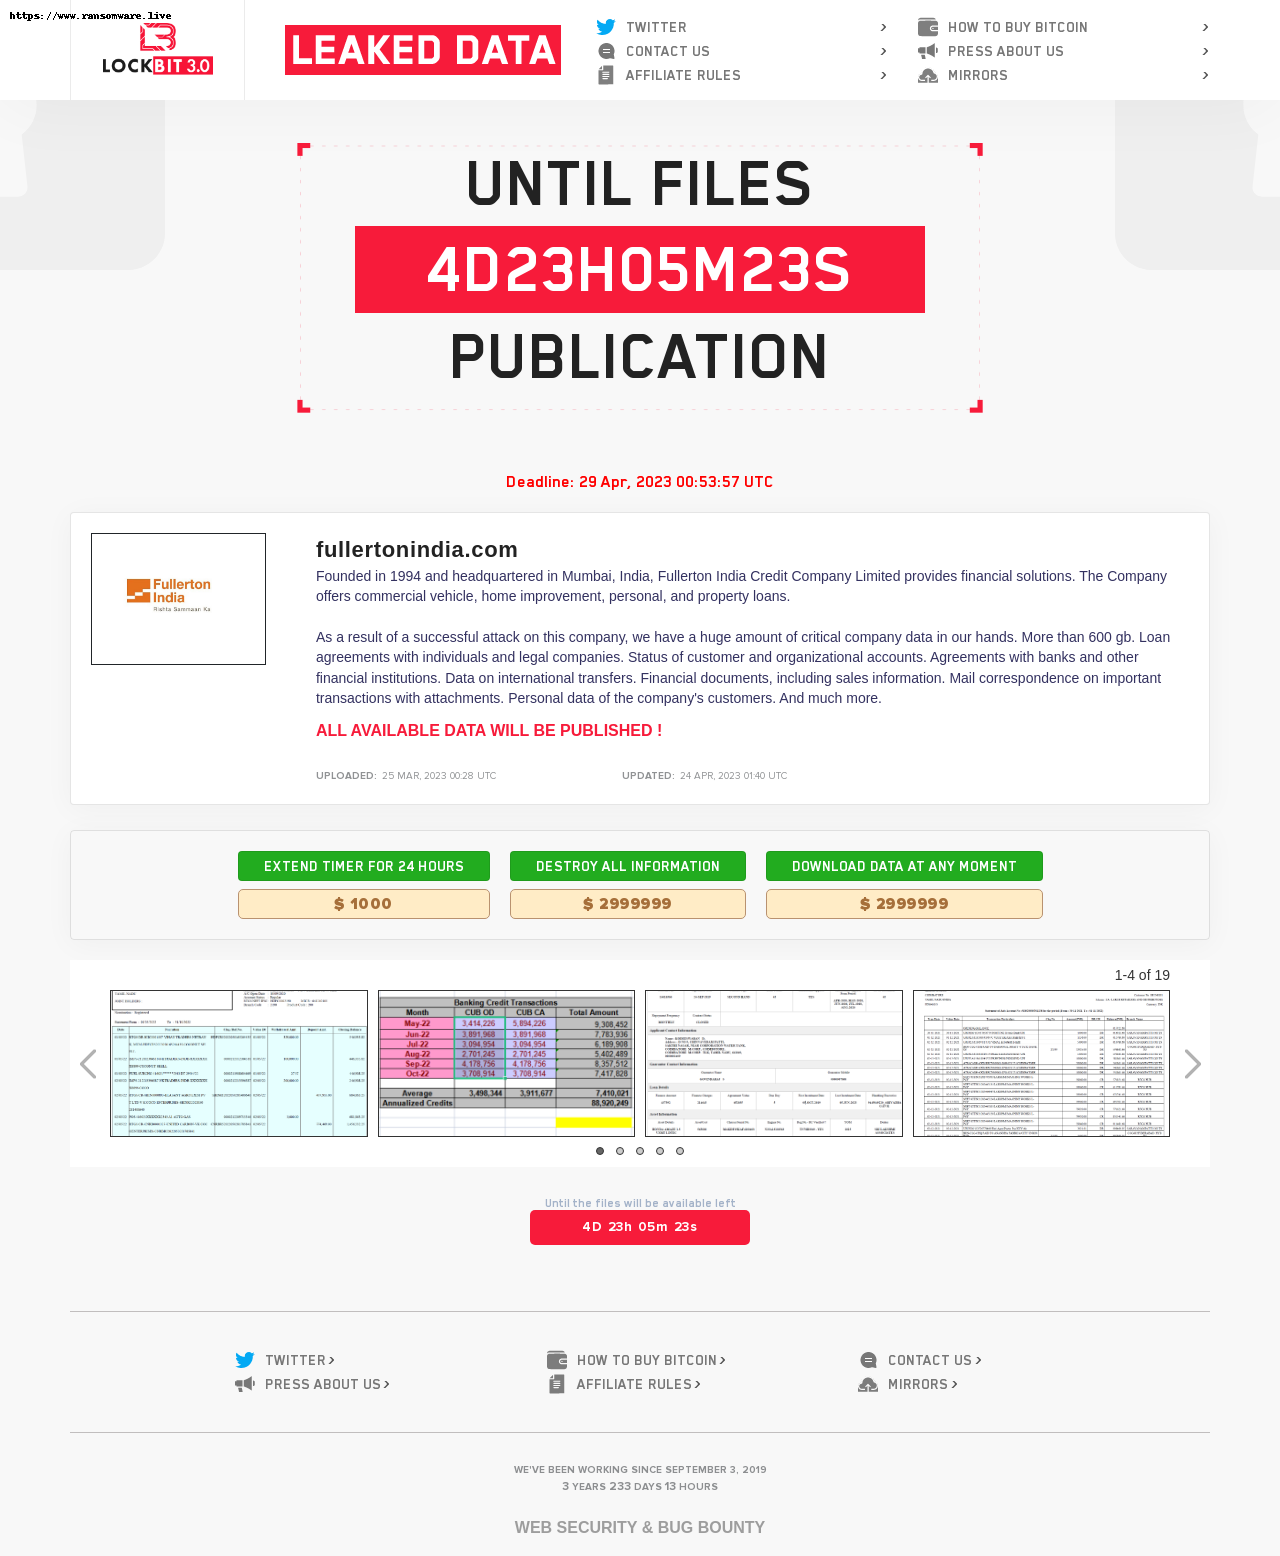 https://www.ransomware.live
LOCKBIT 3.0
LEAKED DATA
TWITTER
CONTACT US
AFFILIATE RULES
HOW TO BUY BITCOIN
PRESS ABOUT US
MIRRORS
UNTIL FILES
4D23H05M23S
PUBLICATION
Deadline: 29 Apr, 2023 00:53:57 UTC
Fullerton
India
Rishta Sammaan Ka
fullertonindia.com
Founded in 1994 and headquartered in Mumbai, India, Fullerton India Credit Company Limited provides financial solutions. The Company
offers commercial vehicle, home improvement, personal, and property loans.
As a result of a successful attack on this company, we have a huge amount of critical company data in our hands. More than 600 gb. Loan
agreements with individuals and legal companies. Status of customer and organizational accounts. Agreements with banks and other
financial institutions. Data on international transfers. Financial documents, including sales information. Mail correspondence on important
transactions with attachments. Personal data of the company's customers. And much more.
ALL AVAILABLE DATA WILL BE PUBLISHED !
UPLOADED: 25 MAR, 2023 00:28 UTC
UPDATED: 24 APR, 2023 01:40 UTC
EXTEND TIMER FOR 24 HOURS
DESTROY ALL INFORMATION
DOWNLOAD DATA AT ANY MOMENT
$ 1000
$ 2999999
$ 2999999
1-4 of 19
Banking Credit Transactions
Month CUB OD CUB CA Total Amount
May-22 3,414,226 5,894,226 9,308,452
Jun-22 3,891,968 3,891,968 7,783,936
Jul-22 3,094,954 3,094,954 6,189,908
Aug-22 2,701,245 2,701,245 5,402,489
Sep-22 4,178,756 4,178,756 8,357,512
Oct-22 3,708,914 3,708,914 7,417,828
Average 3,498,344 3,911,677 7,410,021
Annualized Credits 88,920,249
Until the files will be available left
4D 23h 05m 23s
TWITTER
HOW TO BUY BITCOIN
CONTACT US
PRESS ABOUT US
AFFILIATE RULES
MIRRORS
WE'VE BEEN WORKING SINCE SEPTEMBER 3, 2019
3 YEARS 233 DAYS 13 HOURS
WEB SECURITY & BUG BOUNTY